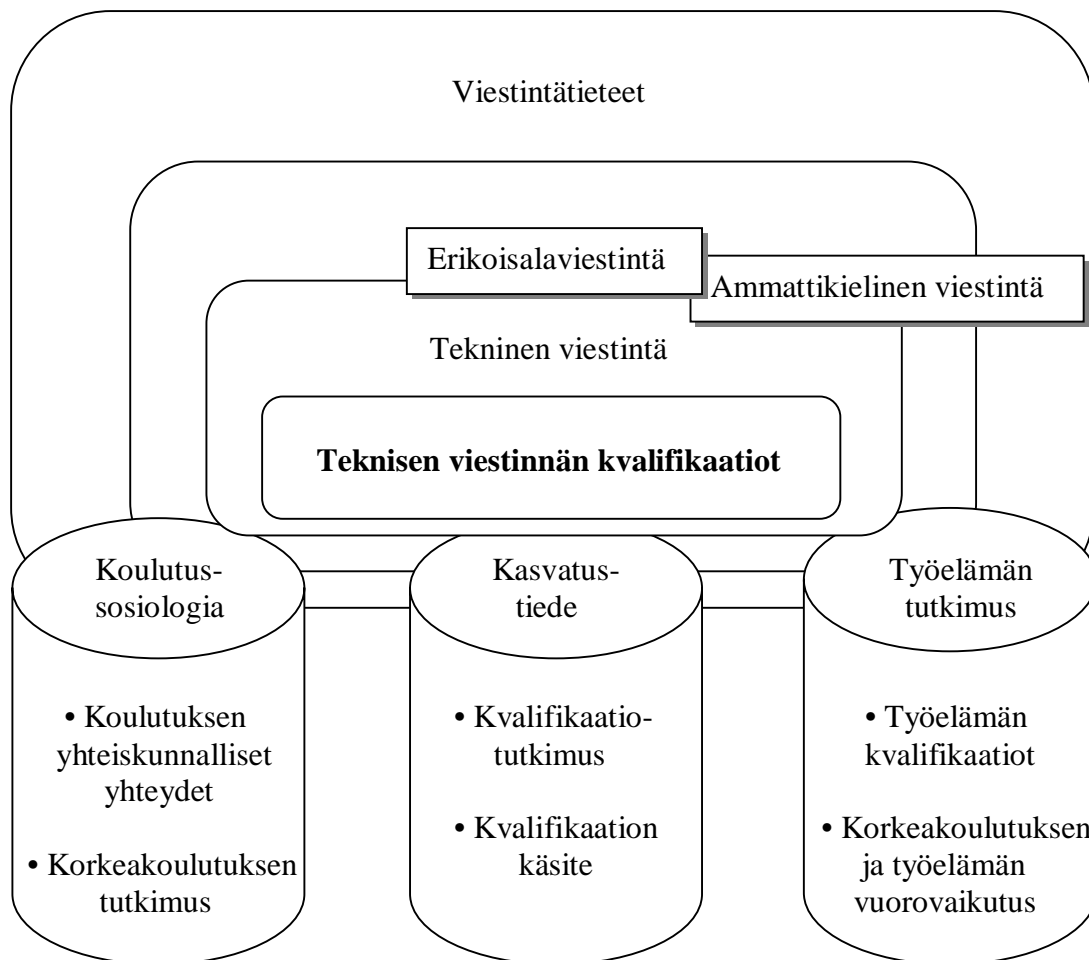 Viestintätieteet
Erikoisalaviestintä
Ammattikielinen viestintä
Tekninen viestintä
Teknisen viestinnän kvalifikaatiot
Koulutus-
sosiologia
• Koulutuksen
yhteiskunnalliset
yhteydet
• Korkeakoulutuksen
tutkimus
Kasvatus-
tiede
• Kvalifikaatio-
tutkimus
• Kvalifikaation
käsite
Työelämän
tutkimus
• Työelämän
kvalifikaatiot
• Korkeakoulutuksen
ja työelämän
vuorovaikutus